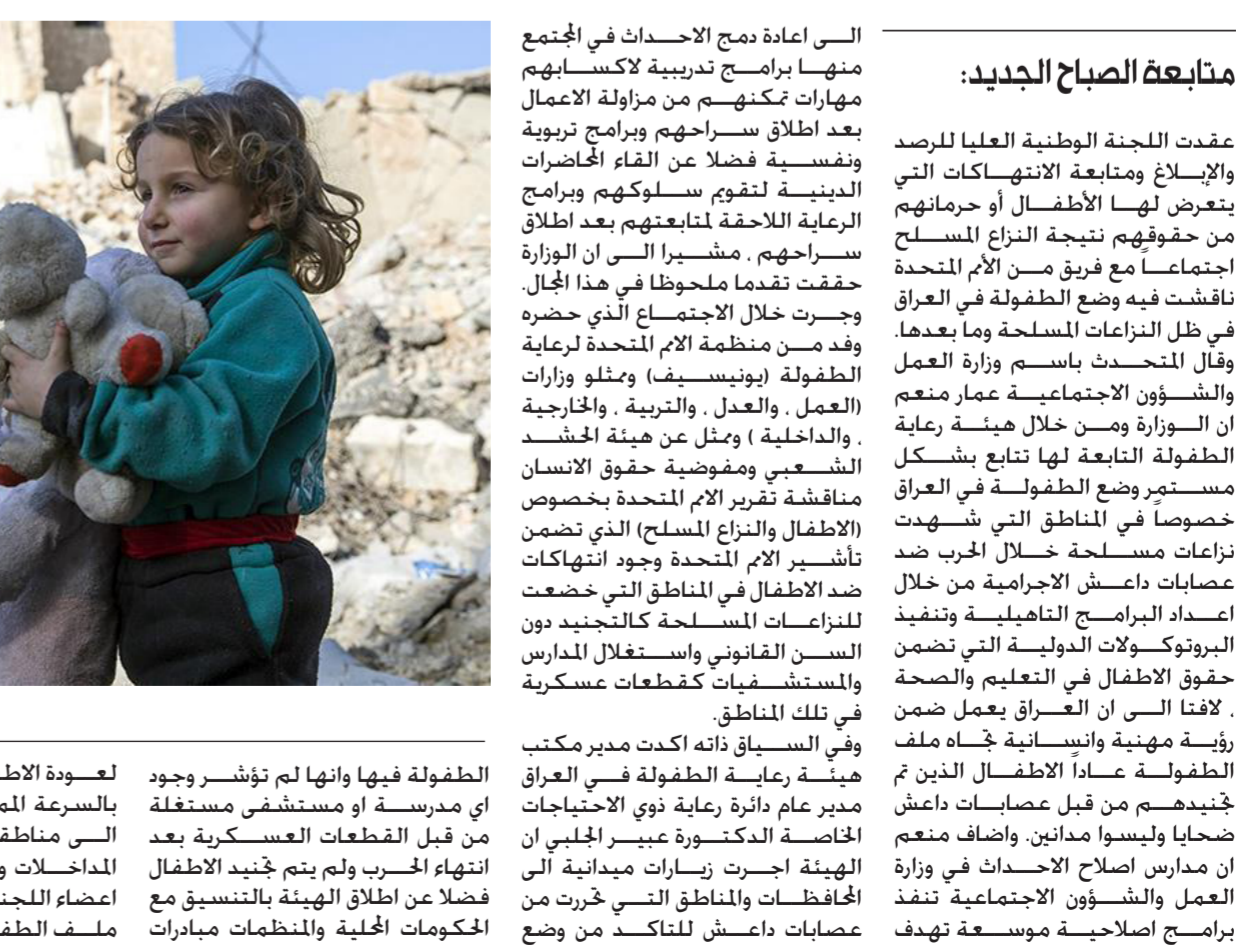 متابعة الصباح الجديد:
عقدت اللجنة الوطنية العليا للرصد
والإبلاغ ومتابعة الانتهاكات التي
يتعرض لها الأطفال أو حرمانهم
من حقوقهم نتيجة النزاع المسلح
اجتماعاً مع فريق من الأمم المتحدة
ناقشت فيه وضع الطفولة في العراق
في ظل النزاعات المسلحة وما بعدها.
وقال المتحدث باسم وزارة العمل
والشؤون الاجتماعية عمار منعم
ان الوزارة ومن خلال هيئة رعاية
الطفولة التابعة لها تتابع بشكل
مستمر وضع الطفولة في العراق
خصوصاً في المناطق التي شهدت
نزاعات مسلحة خلال الحرب ضد
عصابات داعش الاجرامية من خلال
اعداد البرامج التاهيلية وتنفيذ
البروتوكولات الدولية التي تضمن
حقوق الاطفال في التعليم والصحة
، لافتا الى ان العراق يعمل ضمن
رؤية مهنية وانسانية تجاه ملف
الطفولة عاداً الاطفال الذين تم
تجنيدهم من قبل عصابات داعش
ضحايا وليسوا مدانين. واضاف منعم
ان مدارس اصلاح الاحداث في وزارة
العمل والشؤون الاجتماعية تنفذ
برامج اصلاحية موسعة تهدف
الى اعادة دمج الاحداث في المجتمع
منها برامج تدريبية لاكسابهم
مهارات تمكنهم من مزاولة الاعمال
بعد اطلاق سراحهم وبرامج تربوية
ونفسية فضلا عن القاء المحاضرات
الدينية لتقويم سلوكهم وبرامج
الرعاية اللاحقة لمتابعتهم بعد اطلاق
سراحهم ، مشيرا الى ان الوزارة
حققت تقدما ملحوظا في هذا المجال.
وجرت خلال الاجتماع الذي حضره
وفد من منظمة الامم المتحدة لرعاية
الطفولة (يونيسيف) وممثلو وزارات
(العمل ، والعدل ، والتربية ، والخارجية
، والداخلية ) وممثل عن هيئة الحشد
الشعبي ومفوضية حقوق الانسان
مناقشة تقرير الامم المتحدة بخصوص
(الاطفال والنزاع المسلح) الذي تضمن
تأشير الامم المتحدة وجود انتهاكات
ضد الاطفال في المناطق التي خضعت
للنزاعات المسلحة كالتجنيد دون
السن القانوني واستغلال المدارس
والمستشفيات كقطعات عسكرية
في تلك المناطق.
وفي السياق ذاته اكدت مدير مكتب
هيئة رعاية الطفولة في العراق
مدير عام دائرة رعاية ذوي الاحتياجات
الخاصة الدكتورة عبير الجلبي ان
الهيئة اجرت زيارات ميدانية الى
المحافظات والمناطق التي تحررت من
عصابات داعش للتاكد من وضع
الطفولة فيها وانها لم تؤشر وجود
اي مدرسة او مستشفى مستغلة
من قبل القطعات العسكرية بعد
انتهاء الحرب ولم يتم تجنيد الاطفال
فضلا عن اطلاق الهيئة بالتنسيق مع
الحكومات المحلية والمنظمات مبادرات
لعودة الاط
بالسرعة المم
الى مناطق
المداخلات و
اعضاء اللجن
ملف الطف